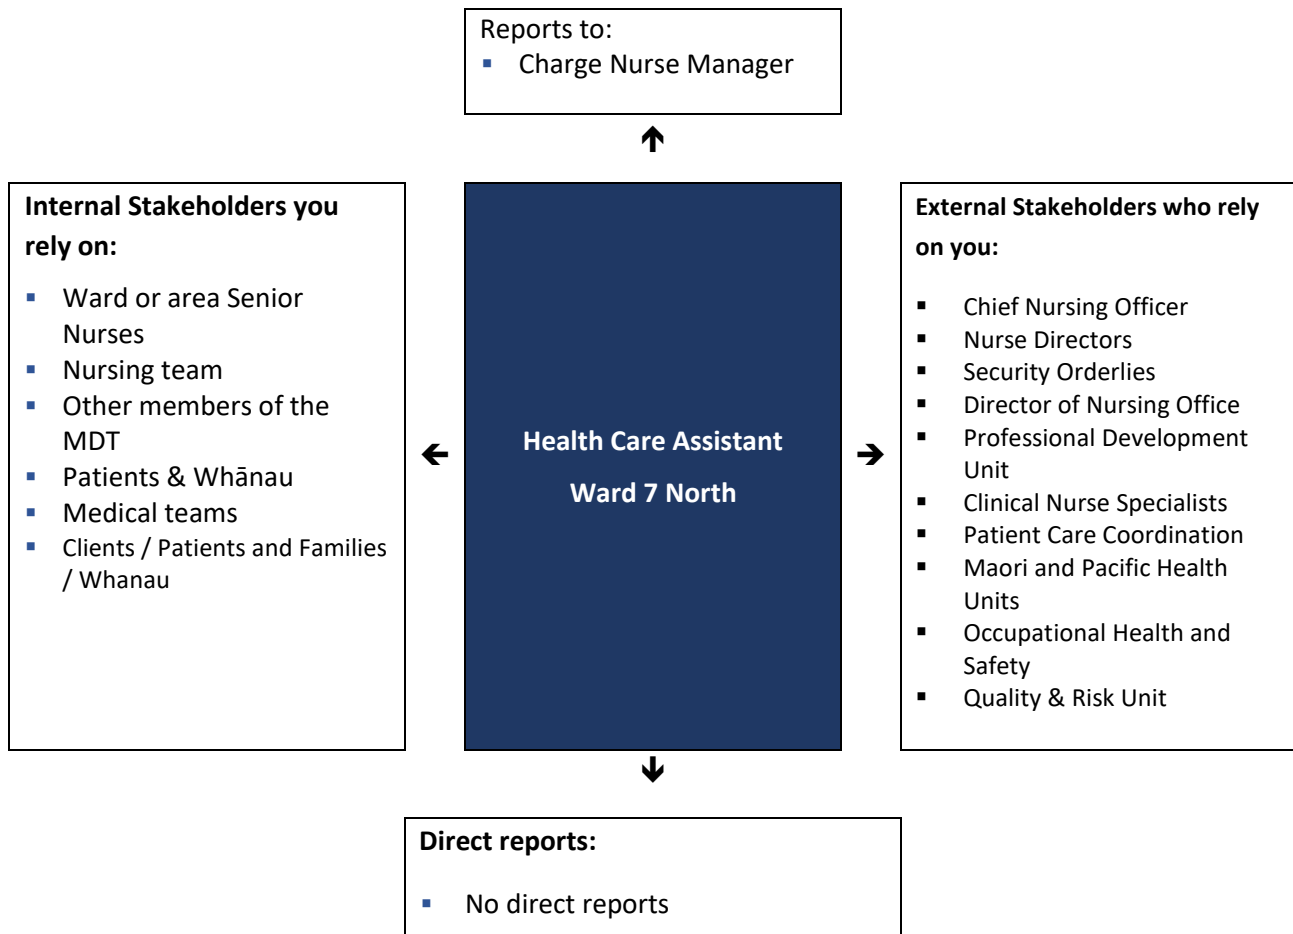 Reports to:
▪ Charge Nurse Manager
Internal Stakeholders you
rely on:
▪ Ward or area Senior
Nurses
▪ Nursing team
▪ Other members of the
MDT
▪ Patients & Whānau
▪ Medical teams
▪ Clients / Patients and Families
/ Whanau
Health Care Assistant
Ward 7 North
External Stakeholders who rely
on you:
▪ Chief Nursing Officer
▪ Nurse Directors
▪ Security Orderlies
▪ Director of Nursing Office
▪ Professional Development
Unit
▪ Clinical Nurse Specialists
▪ Patient Care Coordination
▪ Maori and Pacific Health
Units
▪ Occupational Health and
Safety
▪ Quality & Risk Unit
Direct reports:
▪ No direct reports